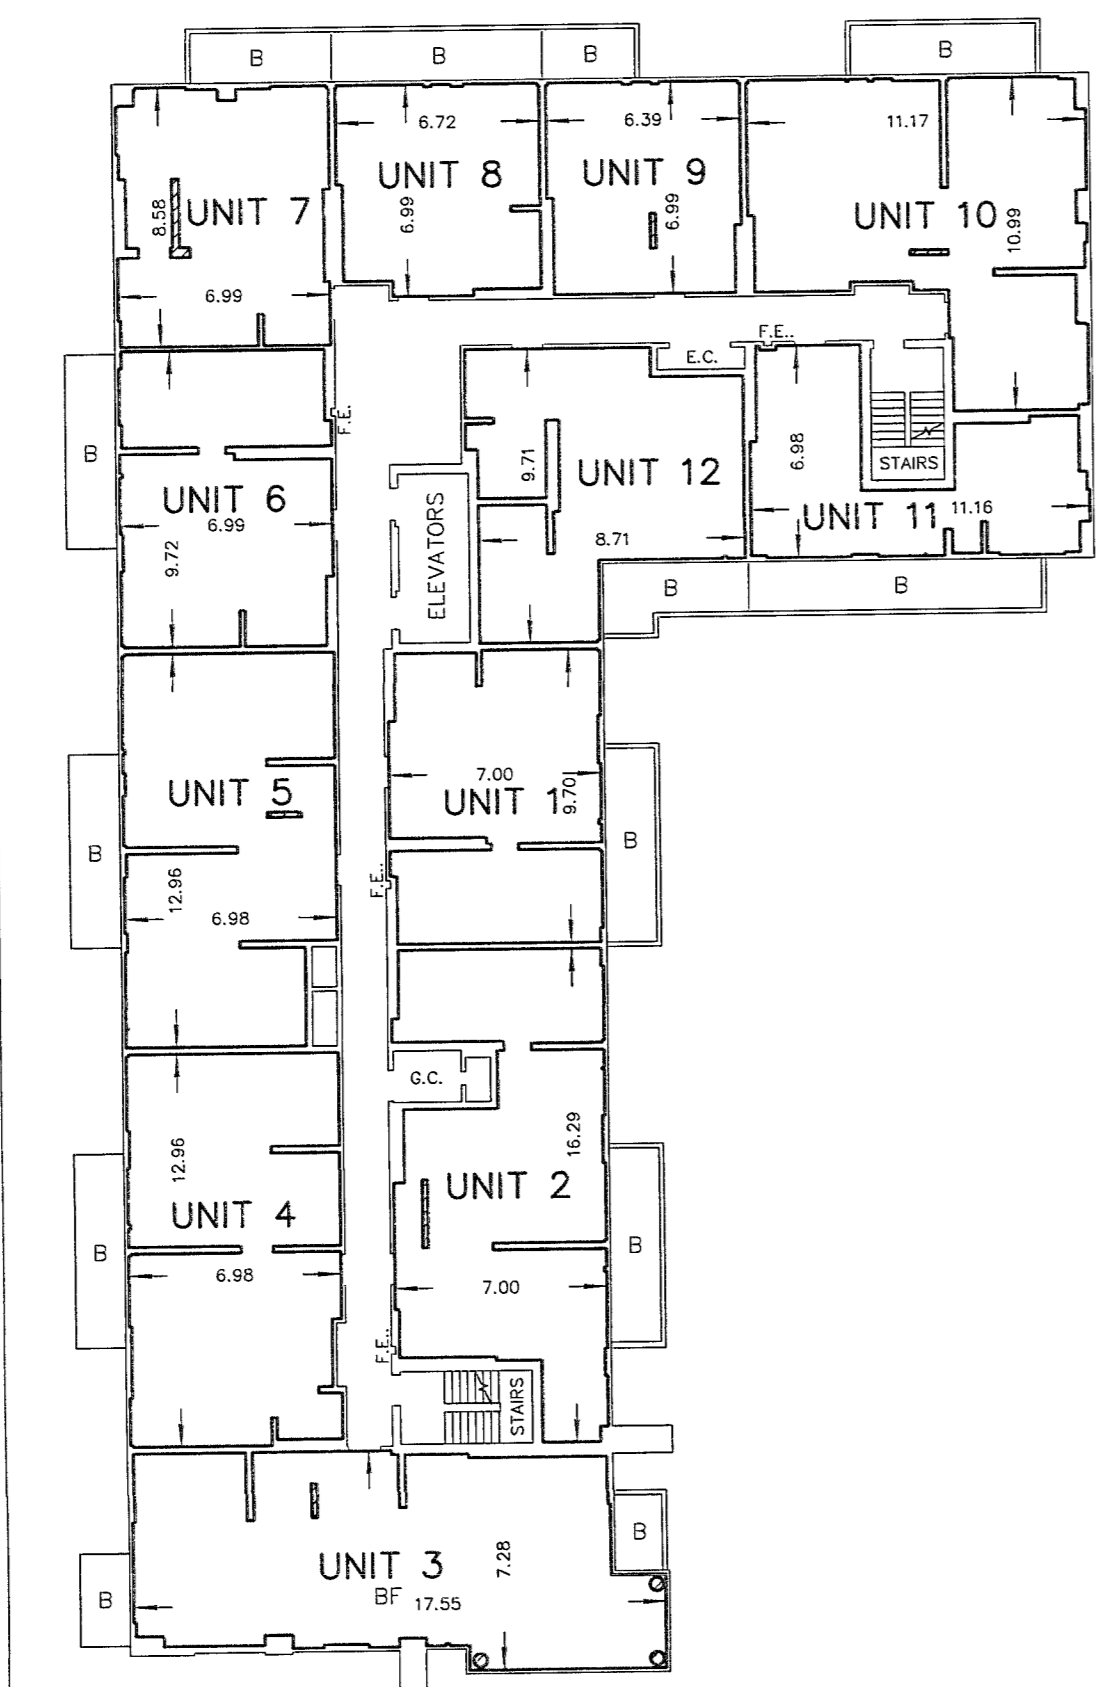 B
B
B
B
6.72
6.39
11.17
UNIT 8
UNIT 9
UNIT 7
UNIT 10
8.58
6.99
6.99
10.99
6.99
F.E..
E.C.
F.E.
B
UNIT 6
6.99
9.72
9.71
UNIT 12
8.71
6.98
STAIRS
UNIT 11
11.16
ELEVATORS
B
B
UNIT 5
7.00
UNIT 1
9.70
B
B
12.96
6.98
F.E..
G.C.
12.96
16.29
UNIT 4
UNIT 2
B
B
6.98
7.00
F.E..
STAIRS
UNIT 3
7.28
B
BF
17.55
B